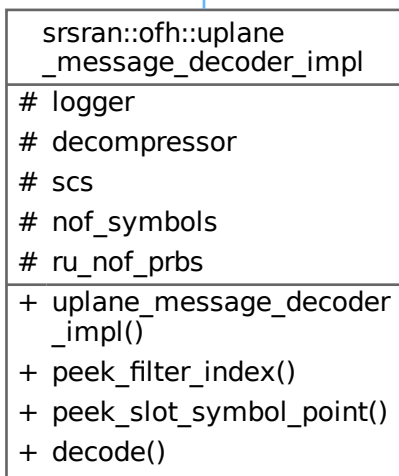 srsran::ofh::uplane
_message_decoder_impl
# logger
# decompressor
# scs
# nof_symbols
# ru_nof_prbs
+ uplane_message_decoder
_impl()
+ peek_filter_index()
+ peek_slot_symbol_point()
+ decode()